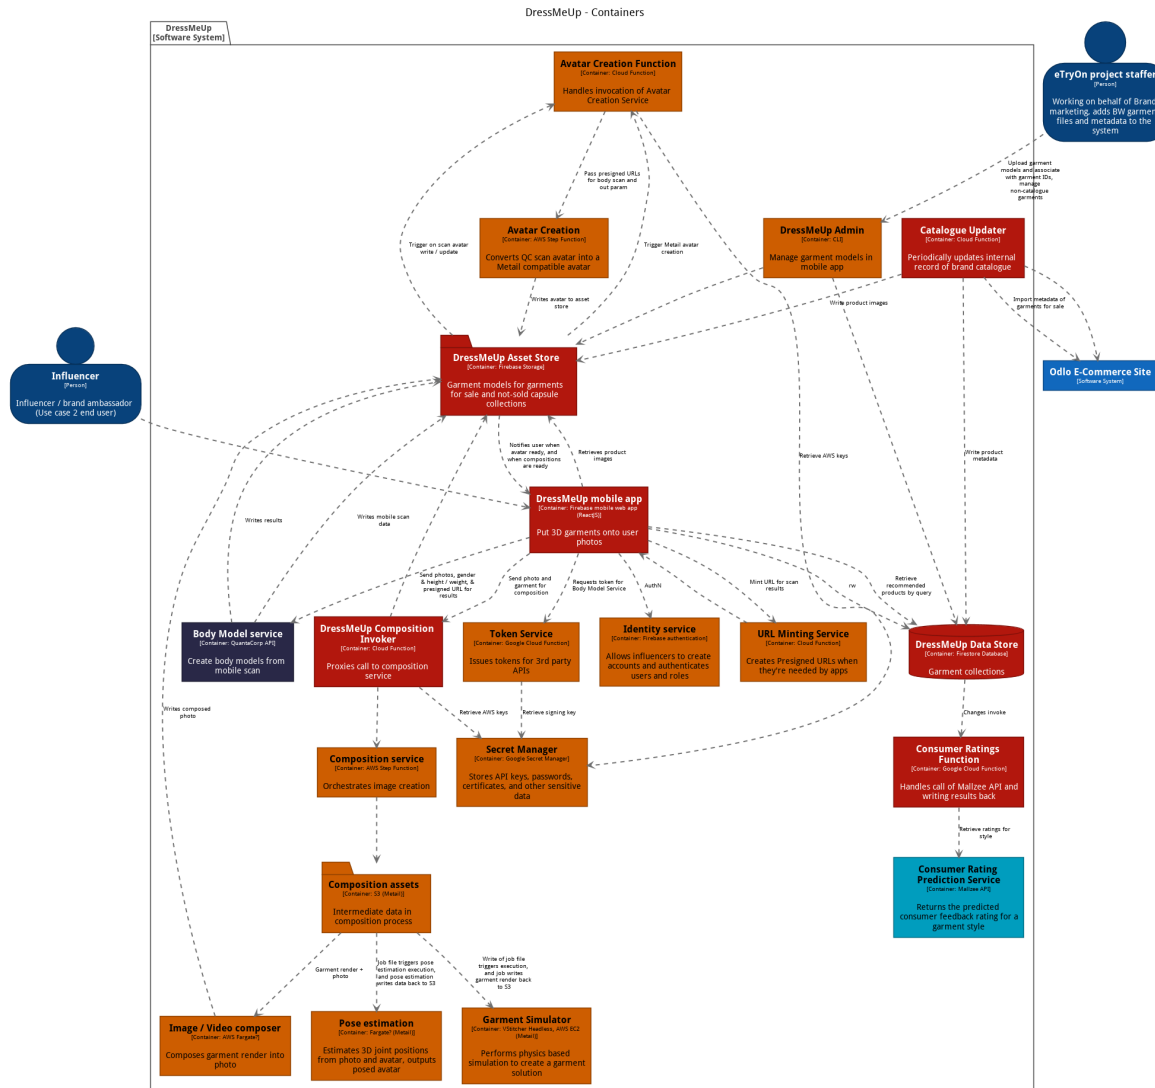 DressMeUp - Containers
DressMeUp
[Software System]
Avatar Creation Function
[Container: Cloud Function]
Handles invocation of Avatar
Creation Service
eTryOn project staffer
[Person]
Working on behalf of Brand
marketing, adds BW garment
files and metadata to the
system
Pass presigned URLs
for body scan and
out param
Upload garment
models and associate
with garment IDs,
manage
non-catalogue
garments
Trigger on scan avatar
write / update
Avatar Creation
[Container: AWS Step Function]
Converts QC scan avatar into a
Metail compatible avatar
Trigger Metail avatar
creation
DressMeUp Admin
[Container: CLI]
Manage garment models in
mobile app
Catalogue Updater
[Container: Cloud Function]
Periodically updates internal
record of brand catalogue
Writes avatar to asset
store
Write product images
Import metadata of
garments for sale
Influencer
[Person]
Influencer / brand ambassador
(Use case 2 end user)
DressMeUp Asset Store
[Container: Firebase Storage]
Garment models for garments
for sale and not-sold capsule
collections
Odlo E-Commerce Site
[Software System]
Notifies user when
avatar ready, and
when compositions
are ready
Retrieves product
images
Retrieve AWS keys
Write product
metadata
Writes results
Writes mobile scan
data
DressMeUp mobile app
[Container: Firebase mobile web app
(ReactJS)]
Put 3D garments onto user
photos
Send photos, gender
& height / weight, &
presigned URL for
results
Send photo and
garment for
composition
Requests token for
Body Model Service
AuthN
Mint URL for scan
results
rw
Retrieve
recommended
products by query
Body Model service
[Container: QuantaCorp API]
Create body models from
mobile scan
DressMeUp Composition
Invoker
[Container: Cloud Function]
Proxies call to composition
service
Token Service
[Container: Google Cloud Function]
Issues tokens for 3rd party
APIs
Identity service
[Container: Firebase authentication]
Allows influencers to create
accounts and authenticates
users and roles
URL Minting Service
[Container: Cloud Function]
Creates Presigned URLs when
they're needed by apps
DressMeUp Data Store
[Container: Firestore Database]
Garment collections
Writes composed
photo
Retrieve AWS keys
Retrieve signing key
Changes invoke
Composition service
[Container: AWS Step Function]
Orchestrates image creation
Secret Manager
[Container: Google Secret Manager]
Stores API keys, passwords,
certificates, and other sensitive
data
Consumer Ratings
Function
[Container: Google Cloud Function]
Handles call of Mallzee API and
writing results back
Retrieve ratings for
style
Composition assets
[Container: S3 (Metail)]
Intermediate data in
composition process
Consumer Rating
Prediction Service
[Container: Mallzee API]
Returns the predicted
consumer feedback rating for a
garment style
Garment render +
photo
Job file triggers pose
estimation execution,
and pose estimation
writes data back to S3
Write of job file
triggers execution,
and job writes
garment render back
to S3
Image / Video composer
[Container: AWS Fargate?]
Composes garment render into
photo
Pose estimation
[Container: Fargate? (Metail)]
Estimates 3D joint positions
from photo and avatar, outputs
posed avatar
Garment Simulator
[Container: VStitcher Headless, AWS EC2
(Metail)]
Performs physics based
simulation to create a garment
solution